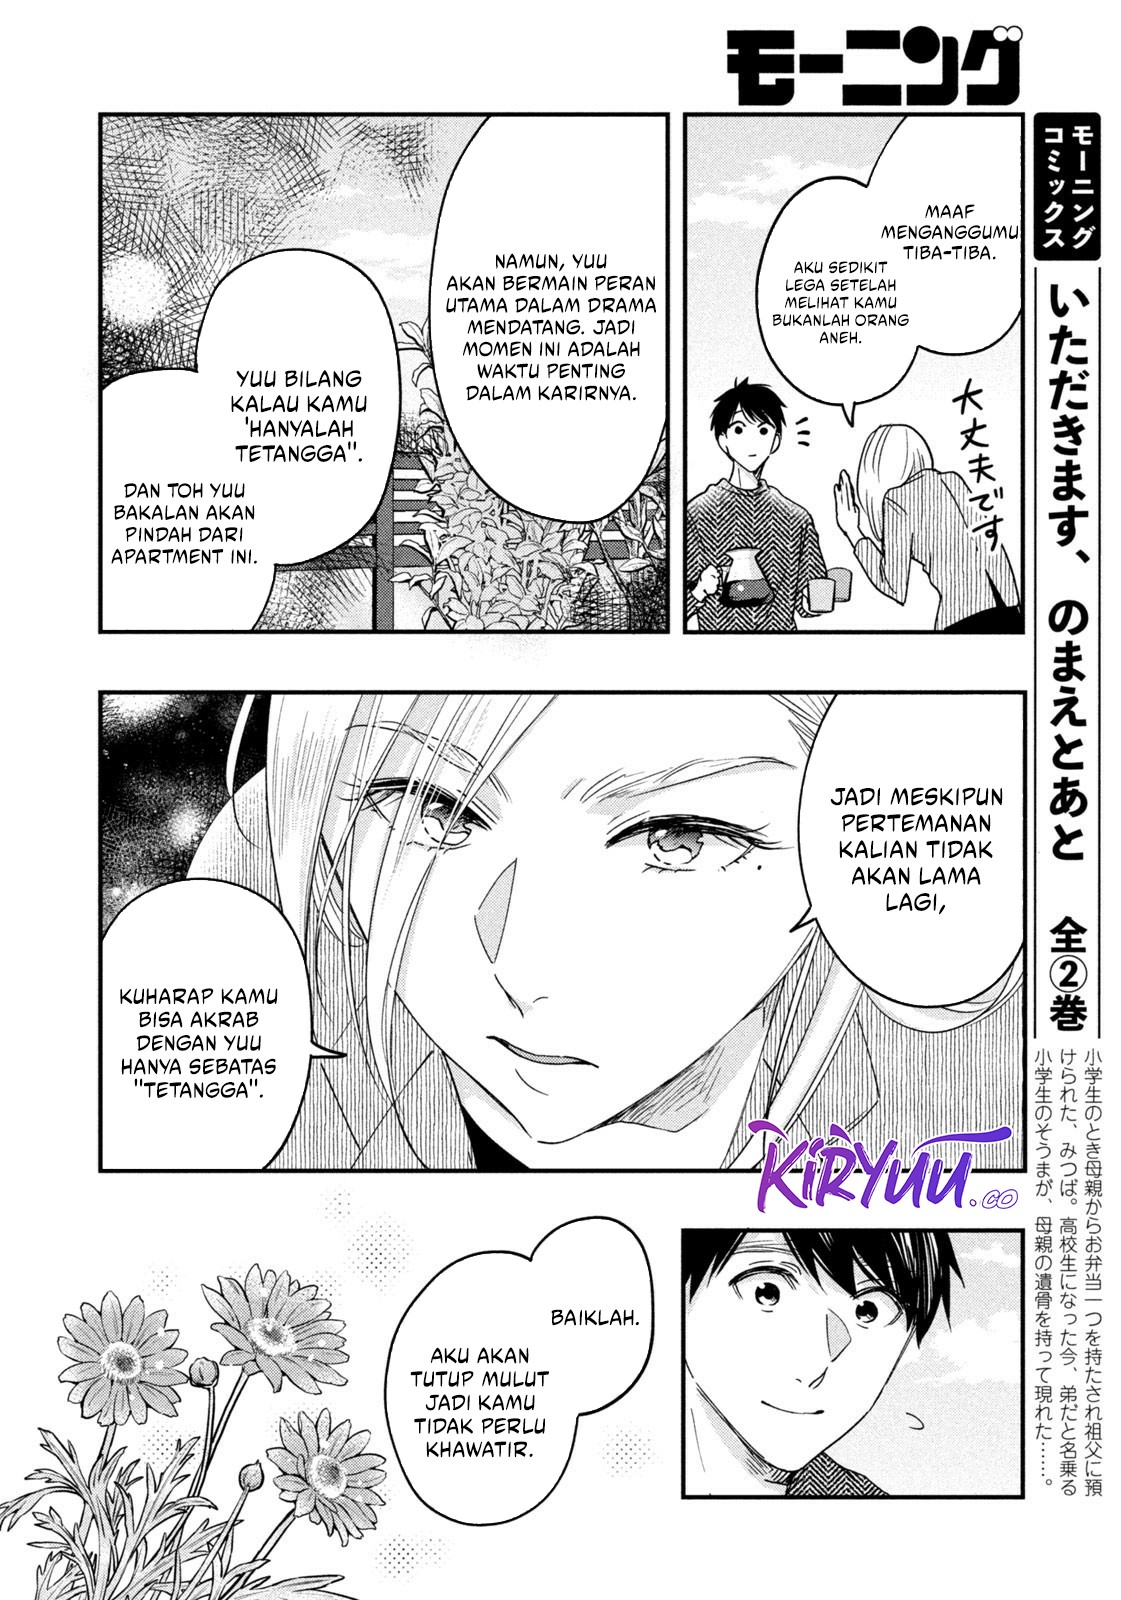 モーニング
モーニング
コミックス
いただきます、のまえとあと 全②巻
小学生のとき母親からお弁当一つを持たされ祖父に預
けられた、みつば。高校生になった今、弟だと名乗る
小学生のそうまが、母親の遺骨を持って現れた……。
MAAF
MENGANGGUMU
TIBA-TIBA.
AKU SEDIKIT
LEGA SETELAH
MELIHAT KAMU
BUKANLAH ORANG
ANEH.
大丈夫です
NAMUN, YUU
AKAN BERMAIN PERAN
UTAMA DALAM DRAMA
MENDATANG. JADI
MOMEN INI ADALAH
WAKTU PENTING
DALAM KARIRNYA.
YUU BILANG
KALAU KAMU
'HANYALAH
TETANGGA".
DAN TOH YUU
BAKALAN AKAN
PINDAH DARI
APARTMENT INI.
JADI MESKIPUN
PERTEMANAN
KALIAN TIDAK
AKAN LAMA
LAGI,
KUHARAP KAMU
BISA AKRAB
DENGAN YUU
HANYA SEBATAS
"TETANGGA".
KIRYUU.CO
BAIKLAH.
AKU AKAN
TUTUP MULUT
JADI KAMU
TIDAK PERLU
KHAWATIR.